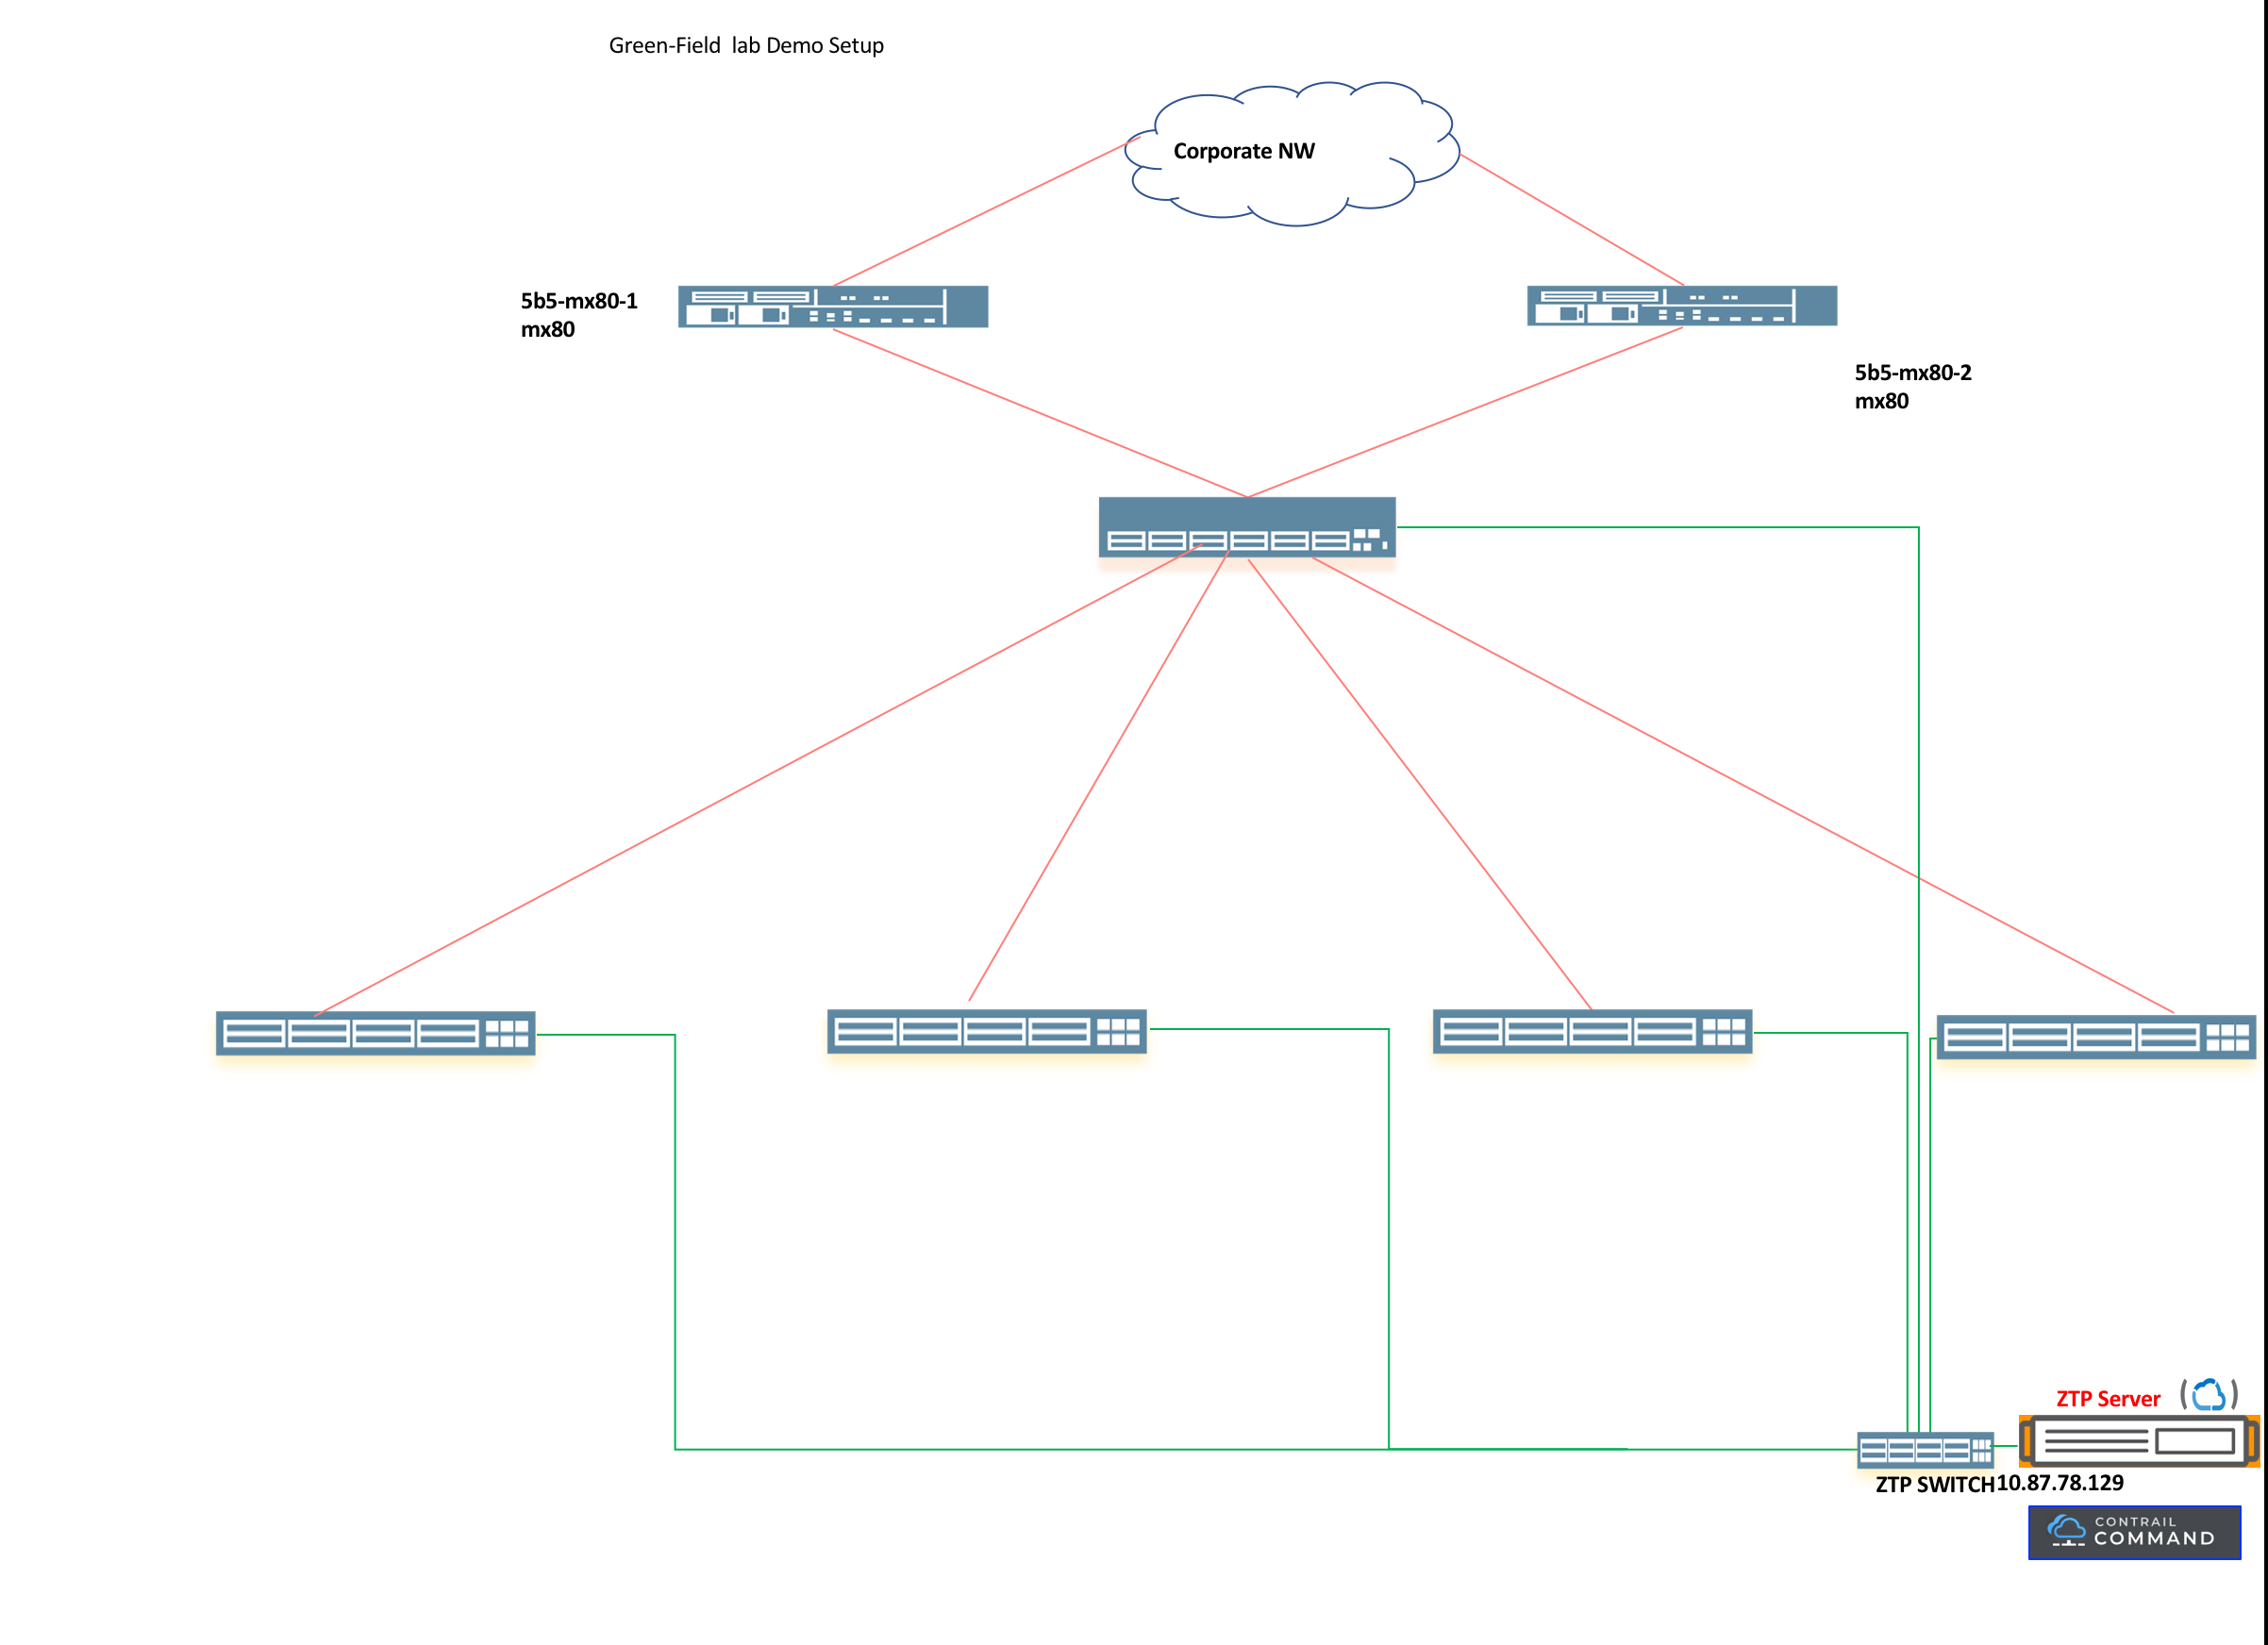 Green-Field  lab Demo Setup
Corporate NW
5b5-mx80-1
mx80
5b5-mx80-2
mx80
ZTP Server
ZTP SWITCH
10.87.78.129
CONTRAIL
COMMAND